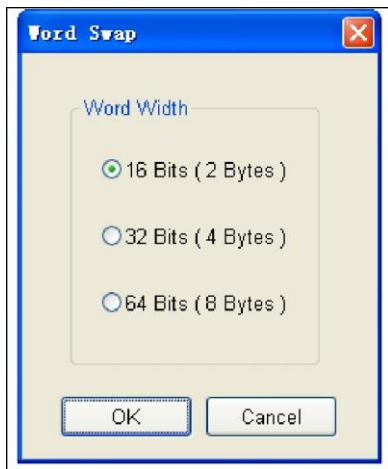 Word Swap
Word Width
16 Bits ( 2 Bytes )
32 Bits ( 4 Bytes )
64 Bits ( 8 Bytes )
OK Cancel